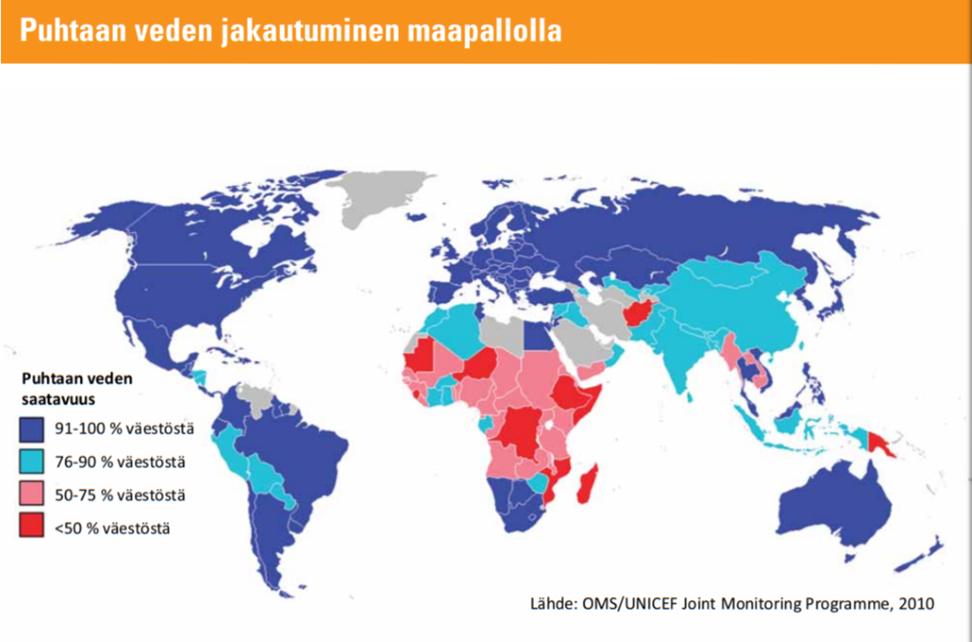 Puhtaan veden jakautuminen maapallolla
Puhtaan veden
saatavuus
91-100 % väestöstä
76-90 % väestöstä
50-75 % väestöstä
<50 % väestöstä
Lähde: OMS/UNICEF Joint Monitoring Programme, 2010